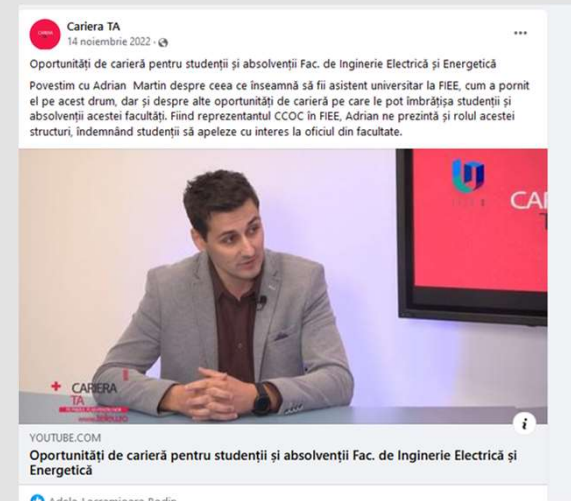 Cariera TA
14 noiembrie 2022
Oportunități de carieră pentru studenții și absolvenții Fac. de Inginerie Electrică și Energetică
Povestim cu Adrian Martin despre ceea ce înseamnă să fii asistent universitar la FIEE, cum a pornit
el pe acest drum, dar și despre alte oportunități de carieră pe care le pot îmbrățișa studenții și
absolvenții acestei facultăți. Fiind reprezentantul CCOC în FIEE, Adrian ne prezintă și rolul acestei
structuri, îndemnând studenții să apeleze cu interes la oficiul din facultate.
CAR
CARIERA
TA
YOUTUBE.COM
Oportunități de carieră pentru studenții și absolvenții Fac. de Inginerie Electrică și
Energetică